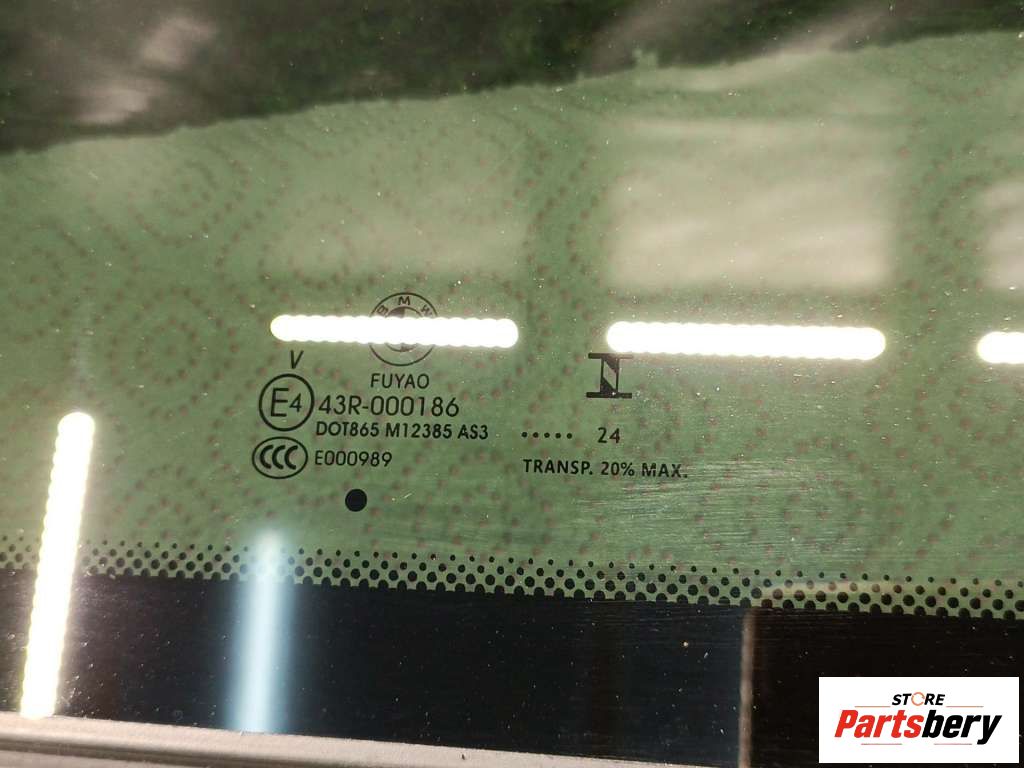 BMW
V
FUYAO
E4 43R-000186
DOT865 M12385 AS3
CCC E000989
..... 24
TRANSP. 20% MAX.
STORE
Partsbery